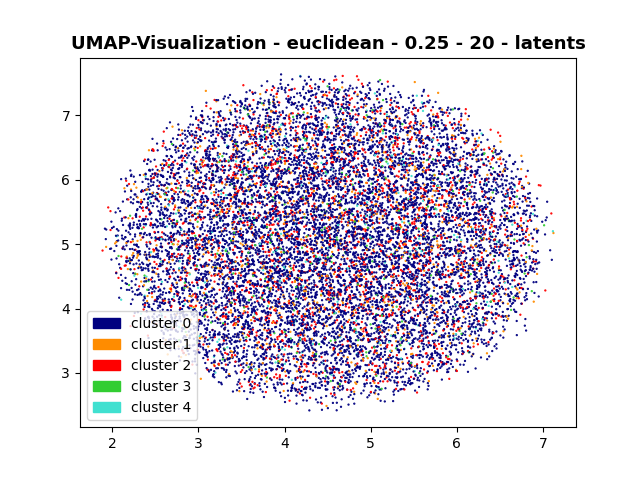 UMAP-Visualization - euclidean - 0.25 - 20 - latents
7
6
5
4
3
cluster 0
cluster 1
cluster 2
cluster 3
cluster 4
2 3 4 5 6 7